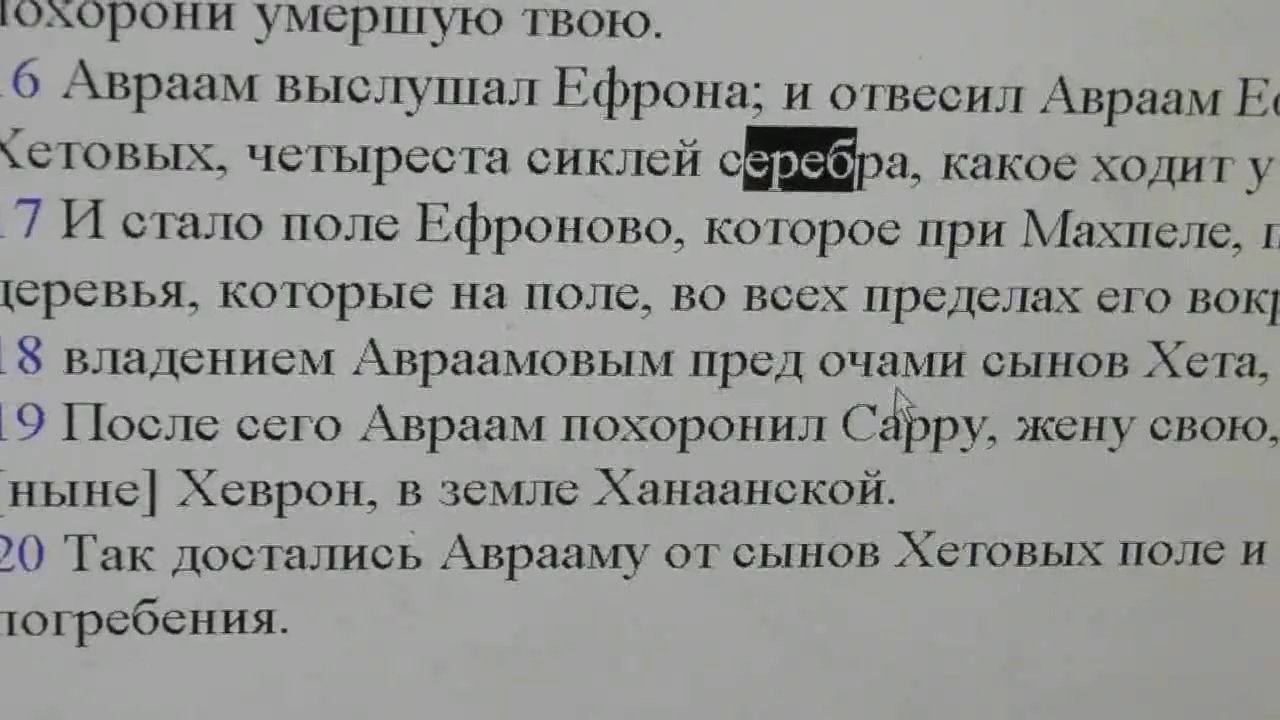 похорони умершую твою.
16 Авраам выслушал Ефрона; и отвесил Авраам
Хетовых, четыреста сиклей серебра, какое ходит у
17 И стало поле Ефроново, которое при Махпеле,
деревья, которые на поле, во всех пределах его
18 владением Авраамовым пред очами сынов Хета,
19 После сего Авраам похоронил Сарру, жену свою,
[ныне] Хеврон, в земле Ханаанской.
20 Так достались Аврааму от сынов Хетовых поле и
погребения.